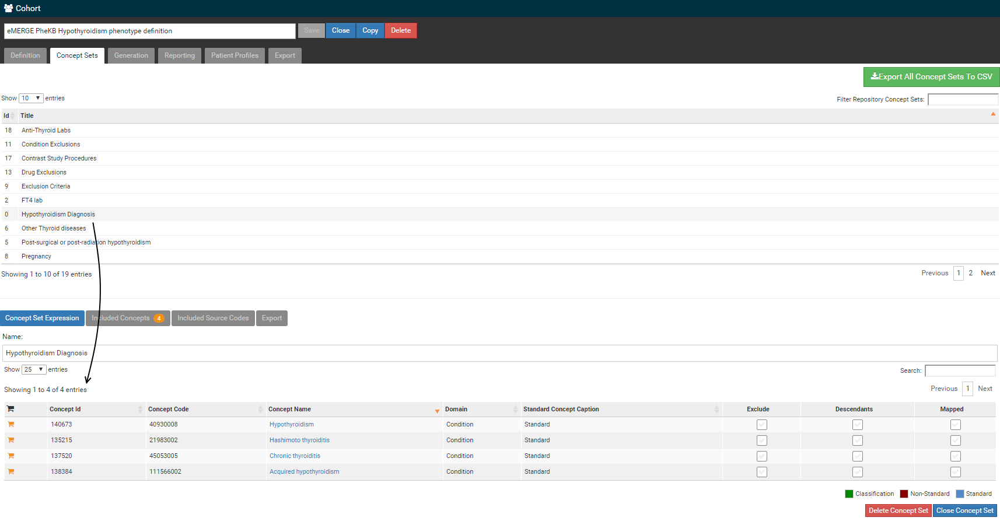 Cohort
eMERGE PheKB Hypothyroidism phenotype definition Save Close Copy Delete
Definition Concept Sets Generation Reporting Patient Profiles Export
Export All Concept Sets To CSV
Show 10 entries Filter Repository Concept Sets:
Id Title
18 Anti-Thyroid Labs
11 Condition Exclusions
17 Contrast Study Procedures
13 Drug Exclusions
9 Exclusion Criteria
2 FT4 lab
0 Hypothyroidism Diagnosis
6 Other Thyroid diseases
5 Post-surgical or post-radiation hypothyroidism
8 Pregnancy
Showing 1 to 10 of 19 entries Previous 1 2 Next
Concept Set Expression Included Concepts 4 Included Source Codes Export
Name:
Hypothyroidism Diagnosis
Show 25 entries Search:
Showing 1 to 4 of 4 entries Previous 1 Next
Concept Id Concept Code Concept Name Domain Standard Concept Caption Exclude Descendants Mapped
140673 40930008 Hypothyroidism Condition Standard
135215 21983002 Hashimoto thyroiditis Condition Standard
137520 45053005 Chronic thyroiditis Condition Standard
138384 111566002 Acquired hypothyroidism Condition Standard
Classification Non-Standard Standard
Delete Concept Set Close Concept Set